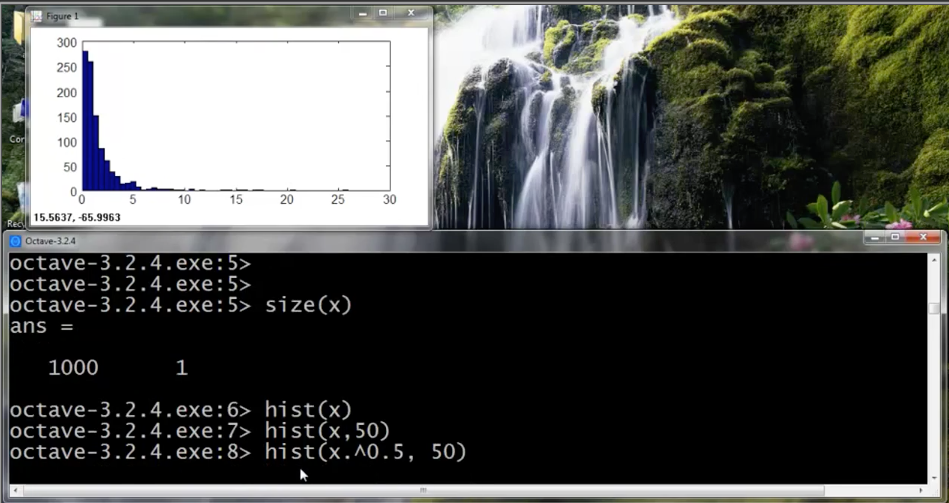 Figure 1
300
250
200
150
100
50
0
0 5 10 15 20 25 30
15.5637, -65.9963
Octave-3.2.4
octave-3.2.4.exe:5>
octave-3.2.4.exe:5>
octave-3.2.4.exe:5> size(x)
ans =
1000 1
octave-3.2.4.exe:6> hist(x)
octave-3.2.4.exe:7> hist(x,50)
octave-3.2.4.exe:8> hist(x.^0.5, 50)